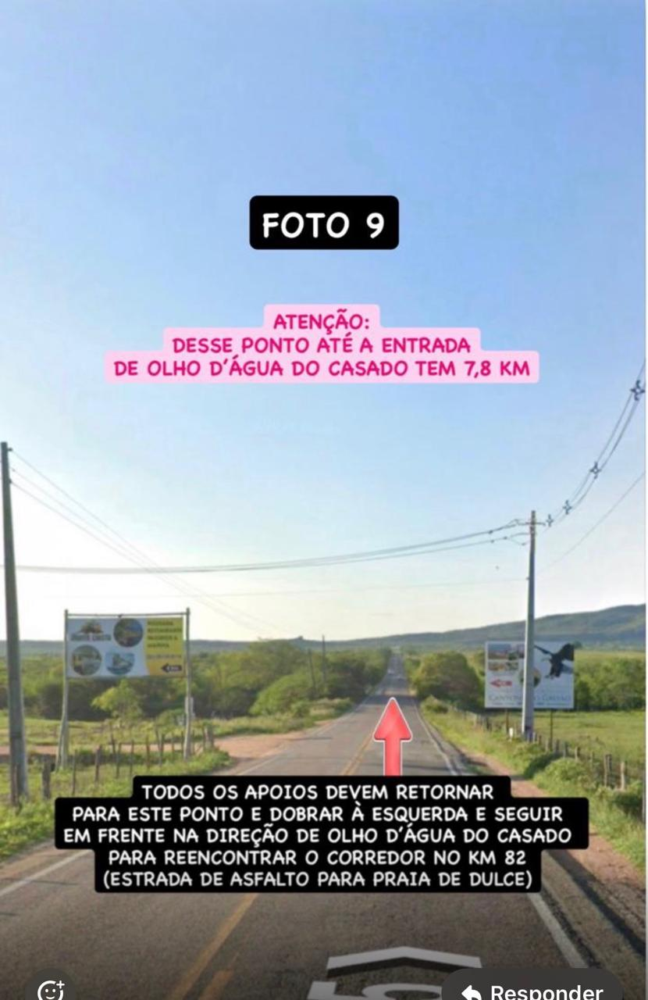 FOTO 9
ATENÇÃO:
DESSE PONTO ATÉ A ENTRADA
DE OLHO D'ÁGUA DO CASADO TEM 7,8 KM
TODOS OS APOIOS DEVEM RETORNAR
PARA ESTE PONTO E DOBRAR À ESQUERDA E SEGUIR
EM FRENTE NA DIREÇÃO DE OLHO D'ÁGUA DO CASADO
PARA REENCONTRAR O CORREDOR NO KM 82
(ESTRADA DE ASFALTO PARA PRAIA DE DULCE)
Responder